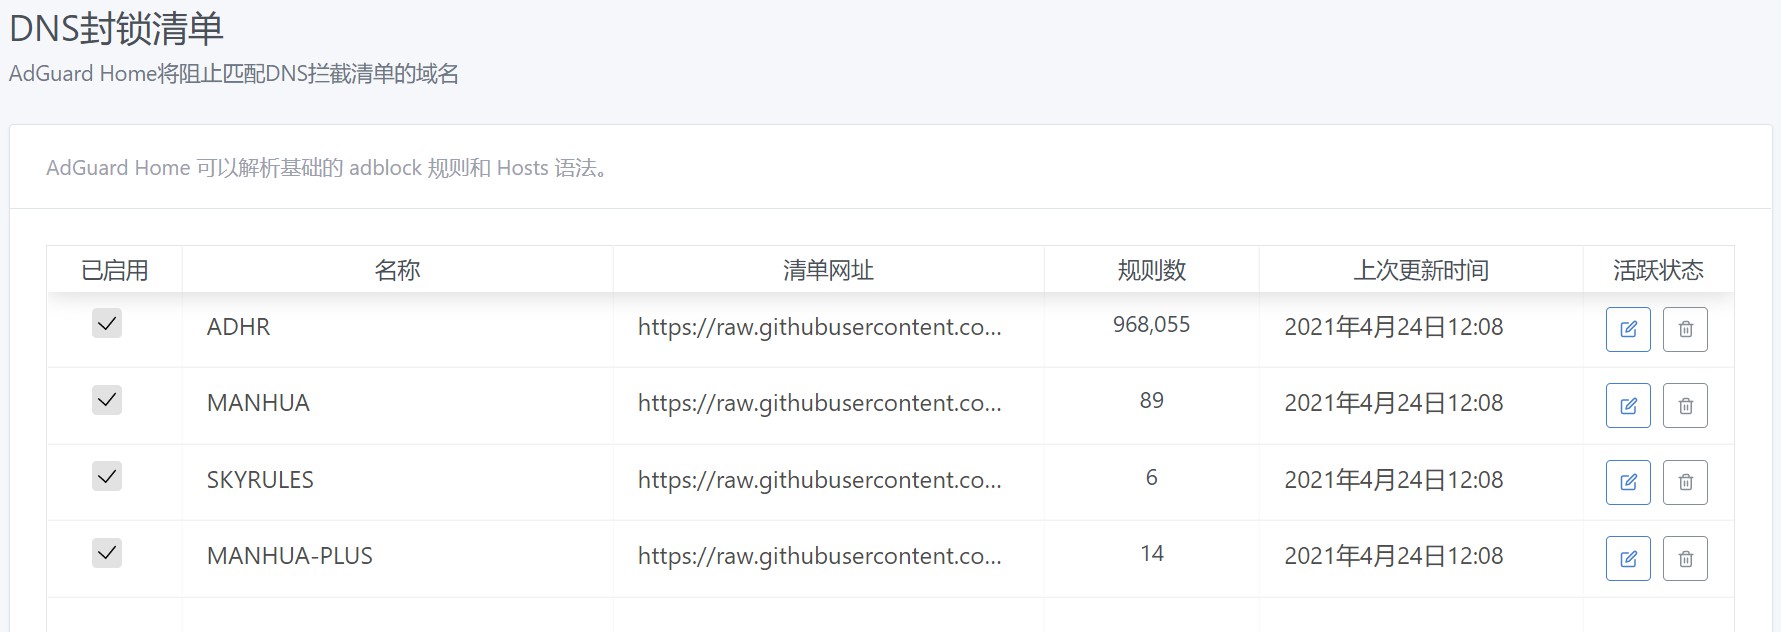 DNS封锁清单
AdGuard Home将阻止匹配DNS拦截清单的域名
AdGuard Home 可以解析基础的 adblock 规则和 Hosts 语法。
已启用 名称 清单网址 规则数 上次更新时间 活跃状态
ADHR https://raw.githubusercontent.co... 968,055 2021年4月24日12:08
MANHUA https://raw.githubusercontent.co... 89 2021年4月24日12:08
SKYRULES https://raw.githubusercontent.co... 6 2021年4月24日12:08
MANHUA-PLUS https://raw.githubusercontent.co... 14 2021年4月24日12:08